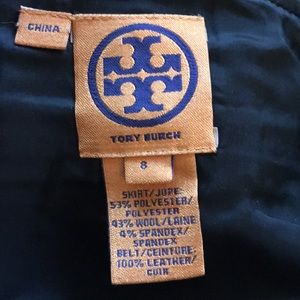 CHINA
TORY BURCH
8
SKIRT/JUPE:
53% POLYESTER/
POLYESTER
43% WOOL/LAINE
4% SPANDEX/
SPANDEX
BELT/CEINTURE:
100% LEATHER/
CUIR